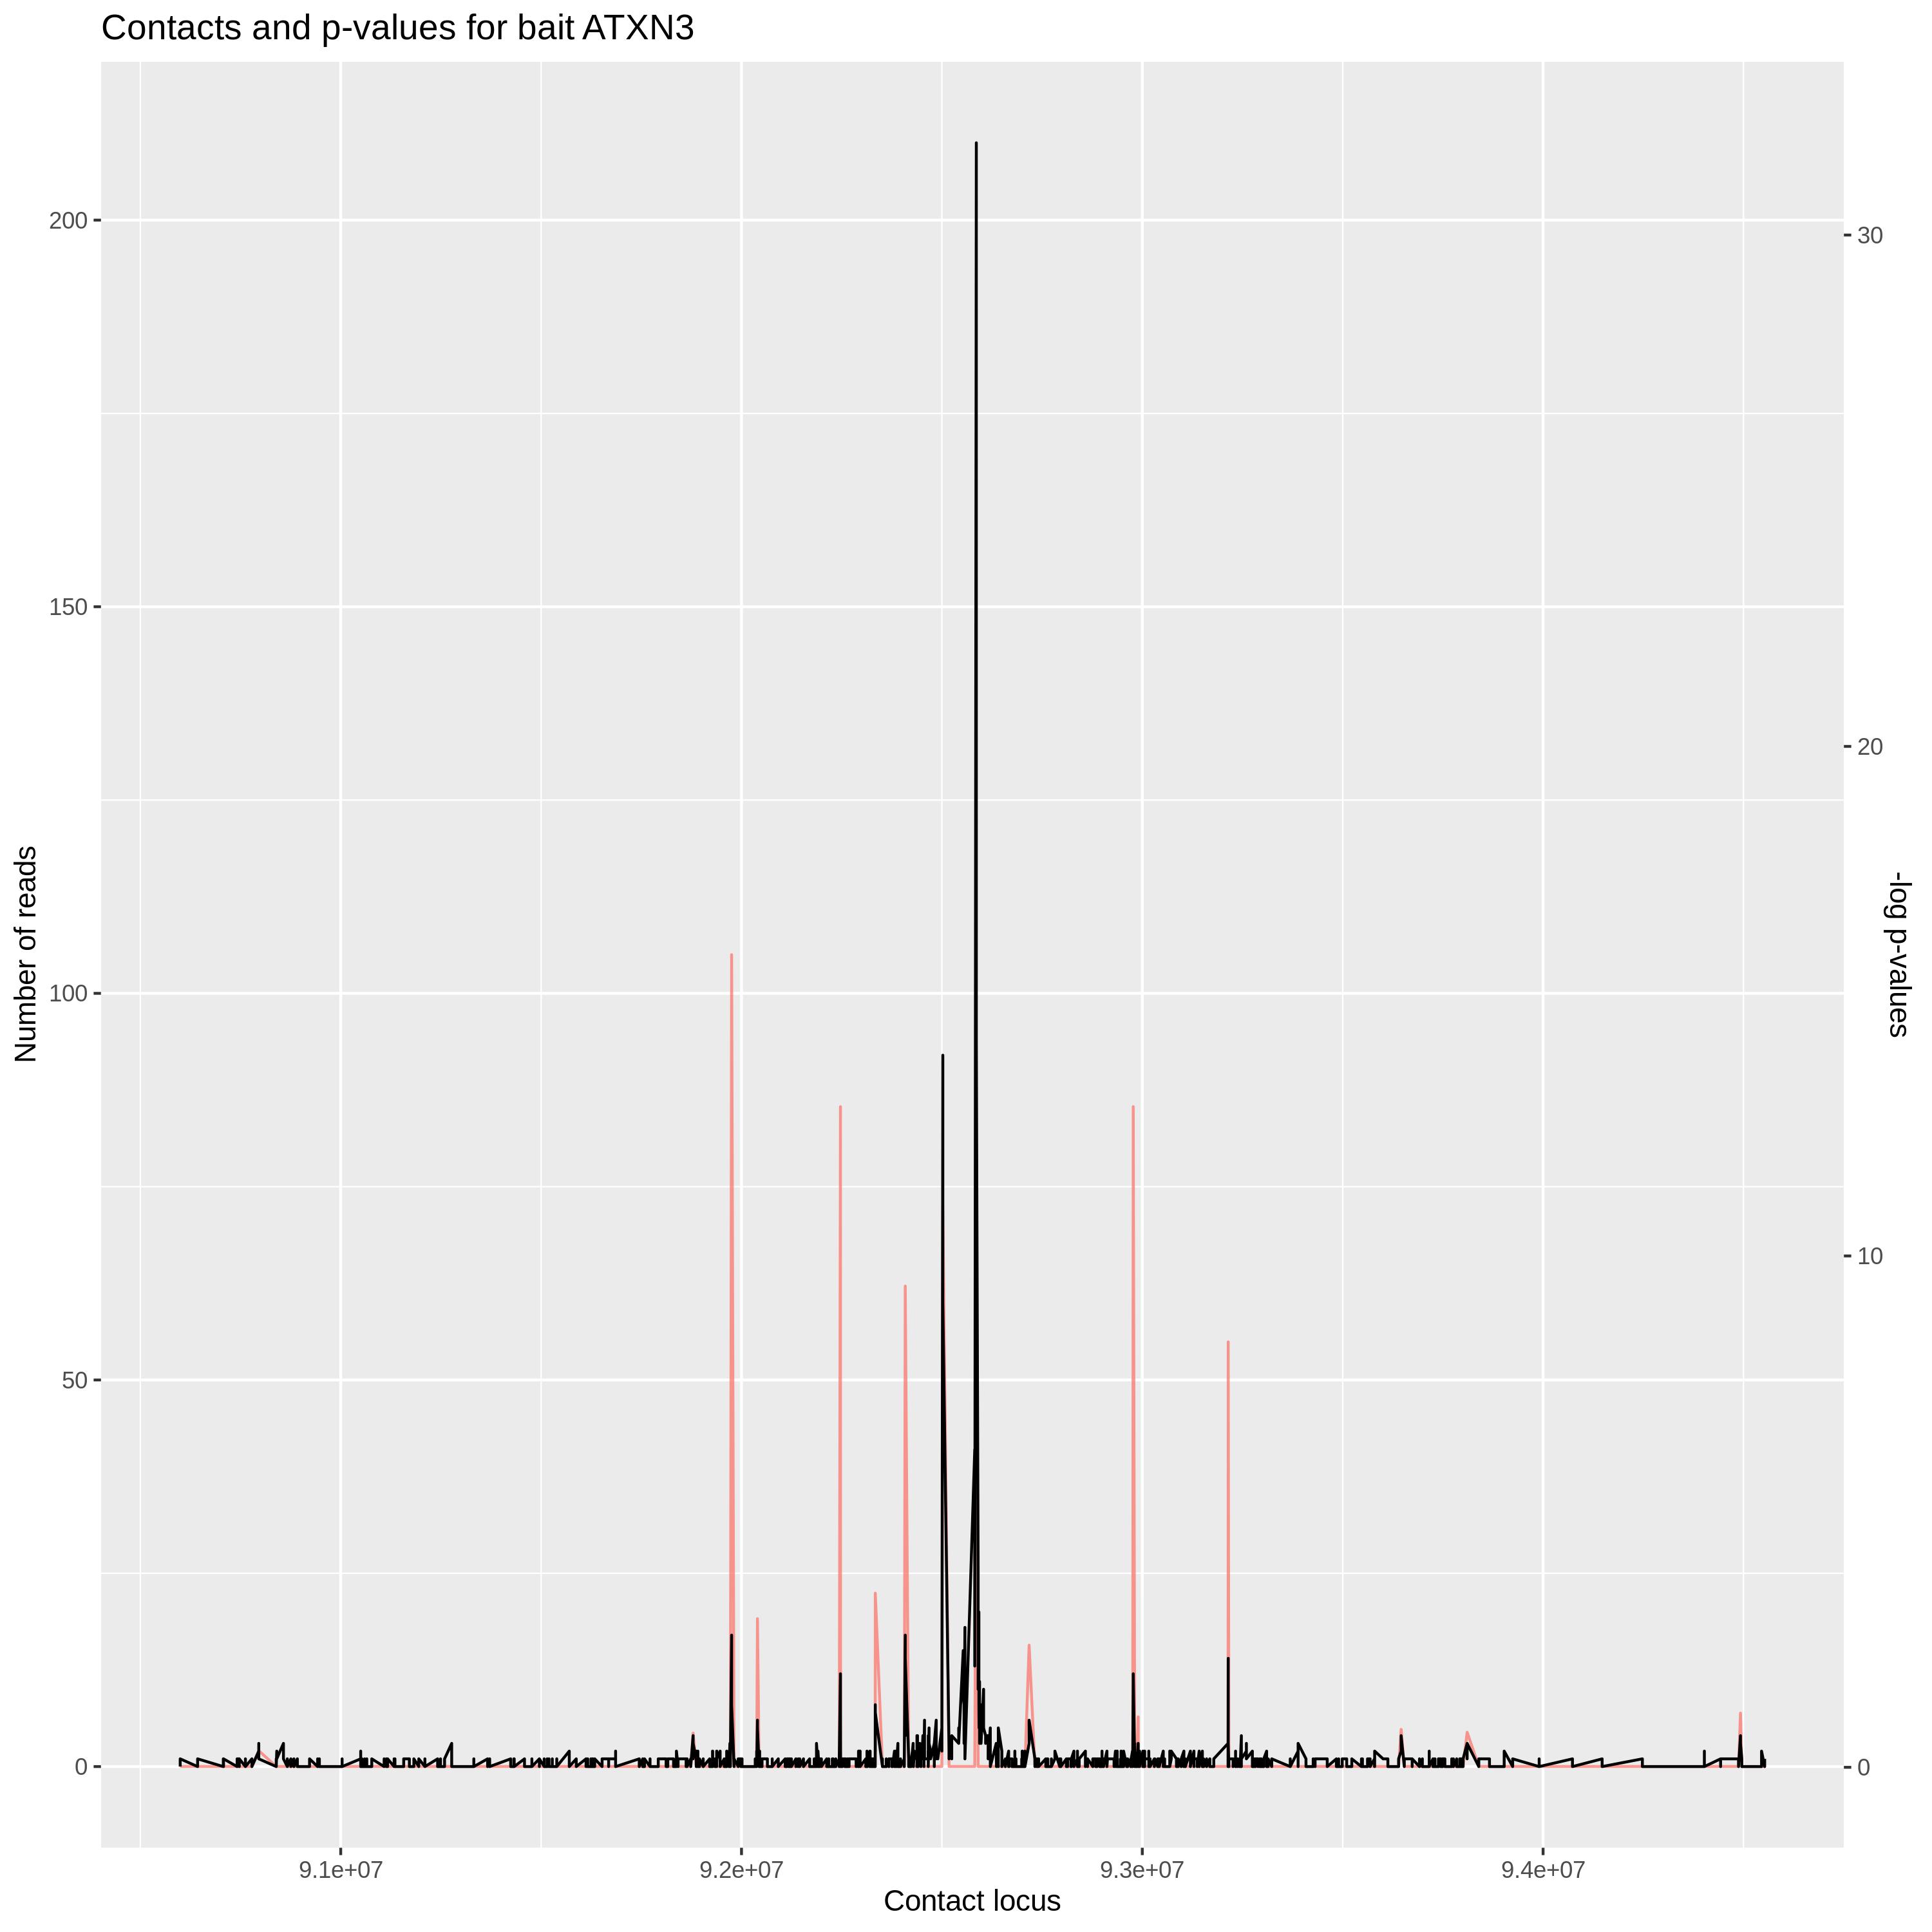 Contacts and p-values for bait ATXN3
200
150
100
50
0
Number of reads
30
20
10
0
-log p-values
9.1e+07
9.2e+07
9.3e+07
9.4e+07
Contact locus